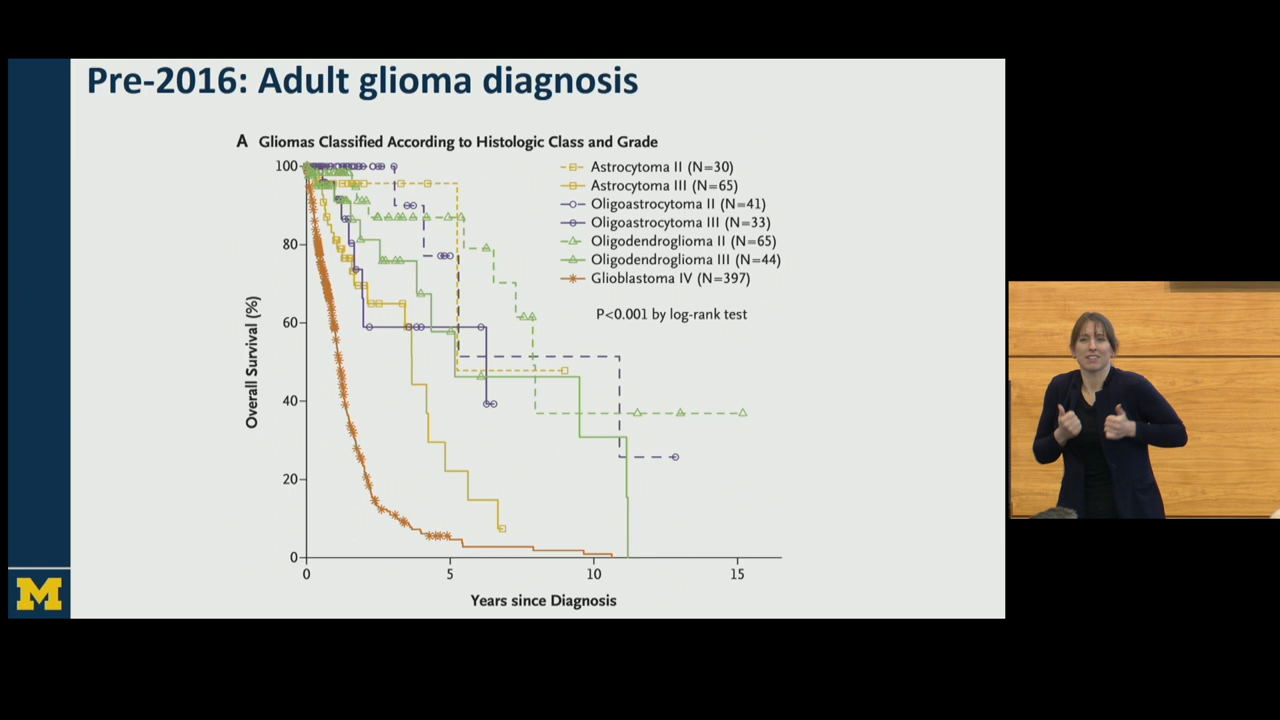 Pre-2016: Adult glioma diagnosis
A Gliomas Classified According to Histologic Class and Grade
Astrocytoma II (N=30)
Astrocytoma III (N=65)
Oligoastrocytoma II (N=41)
Oligoastrocytoma III (N=33)
Oligodendroglioma II (N=65)
Oligodendroglioma III (N=44)
Glioblastoma IV (N=397)
P<0.001 by log-rank test
Overall Survival (%)
100
80
60
40
20
0
0 5 10 15
Years since Diagnosis
M